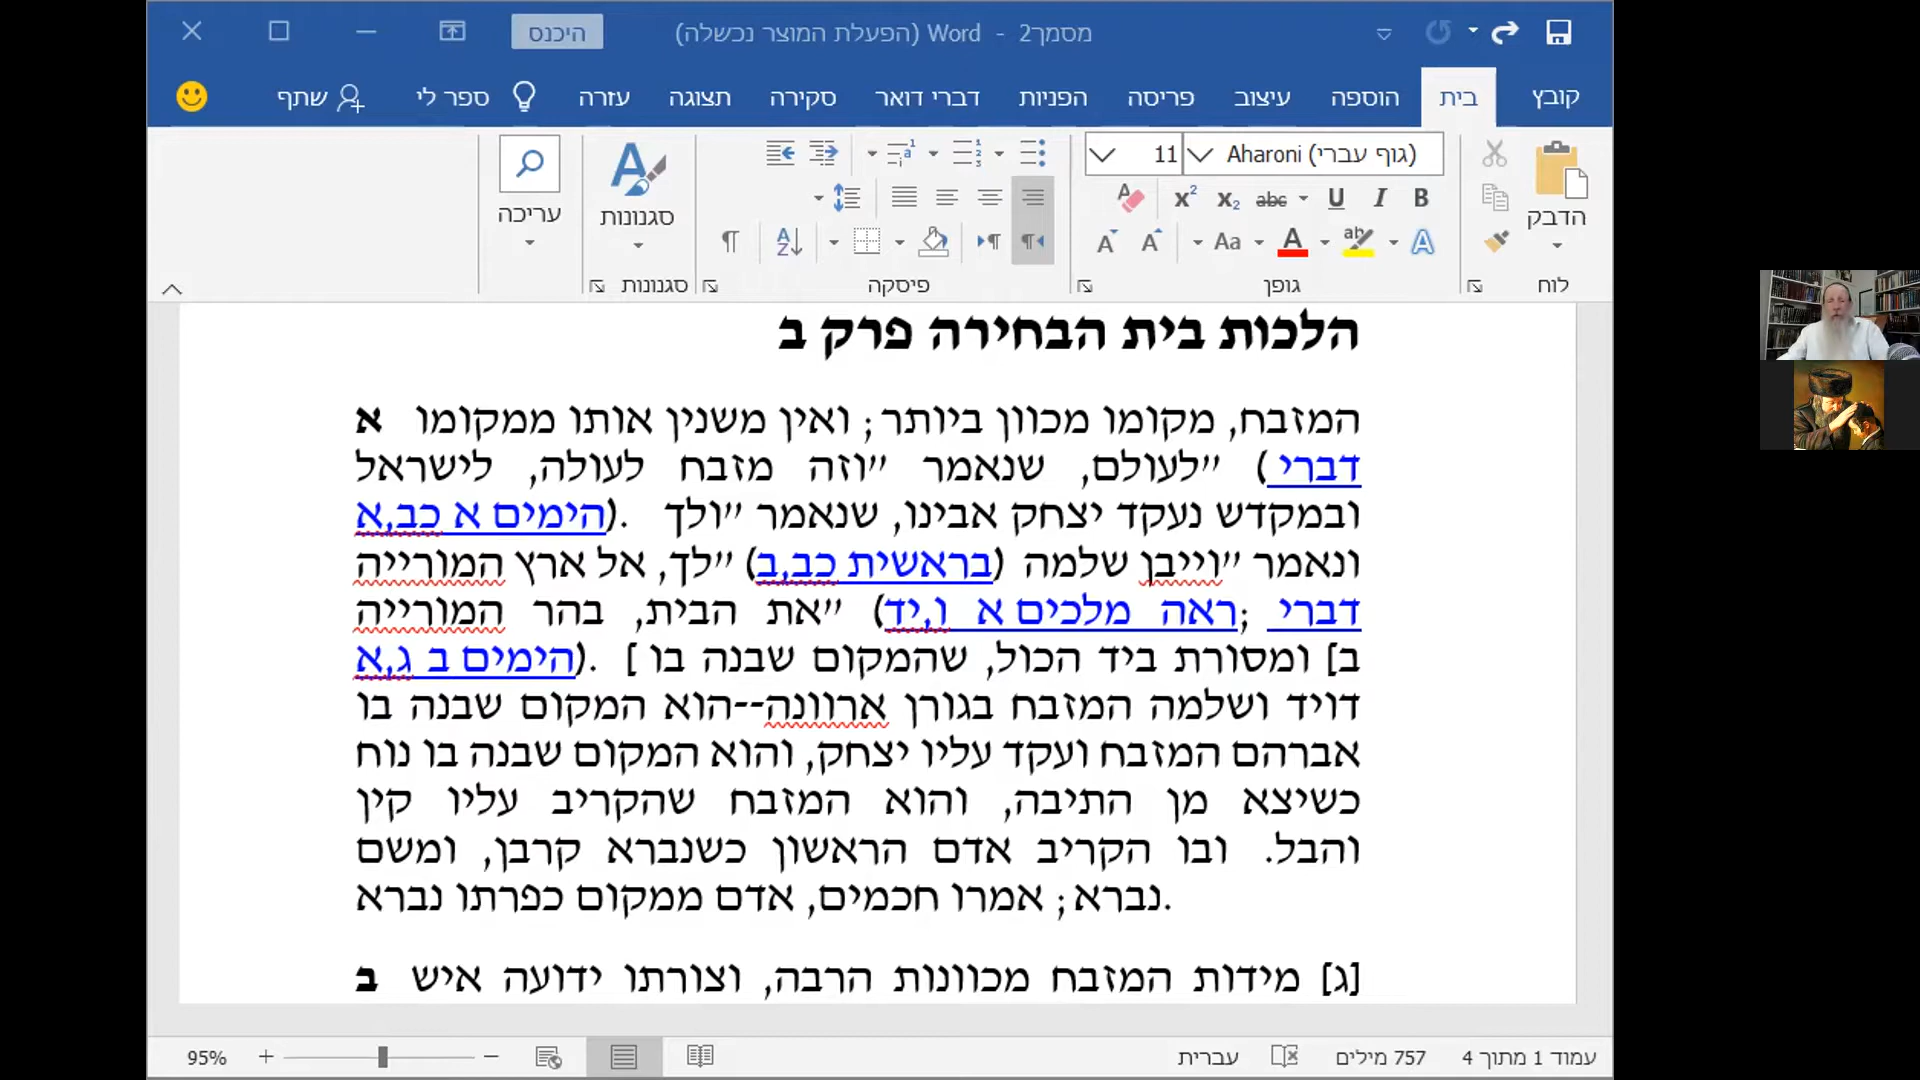 היכנס
מסמך2 - Word (הפעלת המוצר נכשלה)
קובץ בית הוספה עיצוב פריסה הפניות דברי דואר סקירה תצוגה עזרה ספר לי שתף
Aharoni (גוף עברי) 11
הדבק
סגנונות
עריכה
לוח גופן פיסקה סגנונות
הלכות בית הבחירה פרק ב
א המזבח, מקומו מכוון ביותר; ואין משנין אותו ממקומו
לעולם, שנאמר "וזה מזבח לעולה, לישראל" (דברי
הימים א כב,א). ובמקדש נעקד יצחק אבינו, שנאמר "ולך
לך, אל ארץ המורייה" (בראשית כב,ב) ונאמר "וייבן שלמה
את הבית, בהר המורייה" (ראה מלכים א ו,יד; דברי
הימים ב ג,א). [ב] ומסורת ביד הכול, שהמקום שבנה בו
דויד ושלמה המזבח בגורן ארוונה--הוא המקום שבנה בו
אברהם המזבח ועקד עליו יצחק, והוא המקום שבנה בו נוח
כשיצא מן התיבה, והוא המזבח שהקריב עליו קין
והבל. ובו הקריב אדם הראשון כשנברא קרבן, ומשם
נברא; אמרו חכמים, אדם ממקום כפרתו נברא.
ב [ג] מידות המזבח מכוונות הרבה, וצורתו ידועה איש
עמוד 1 מתוך 4 757 מילים עברית 95%